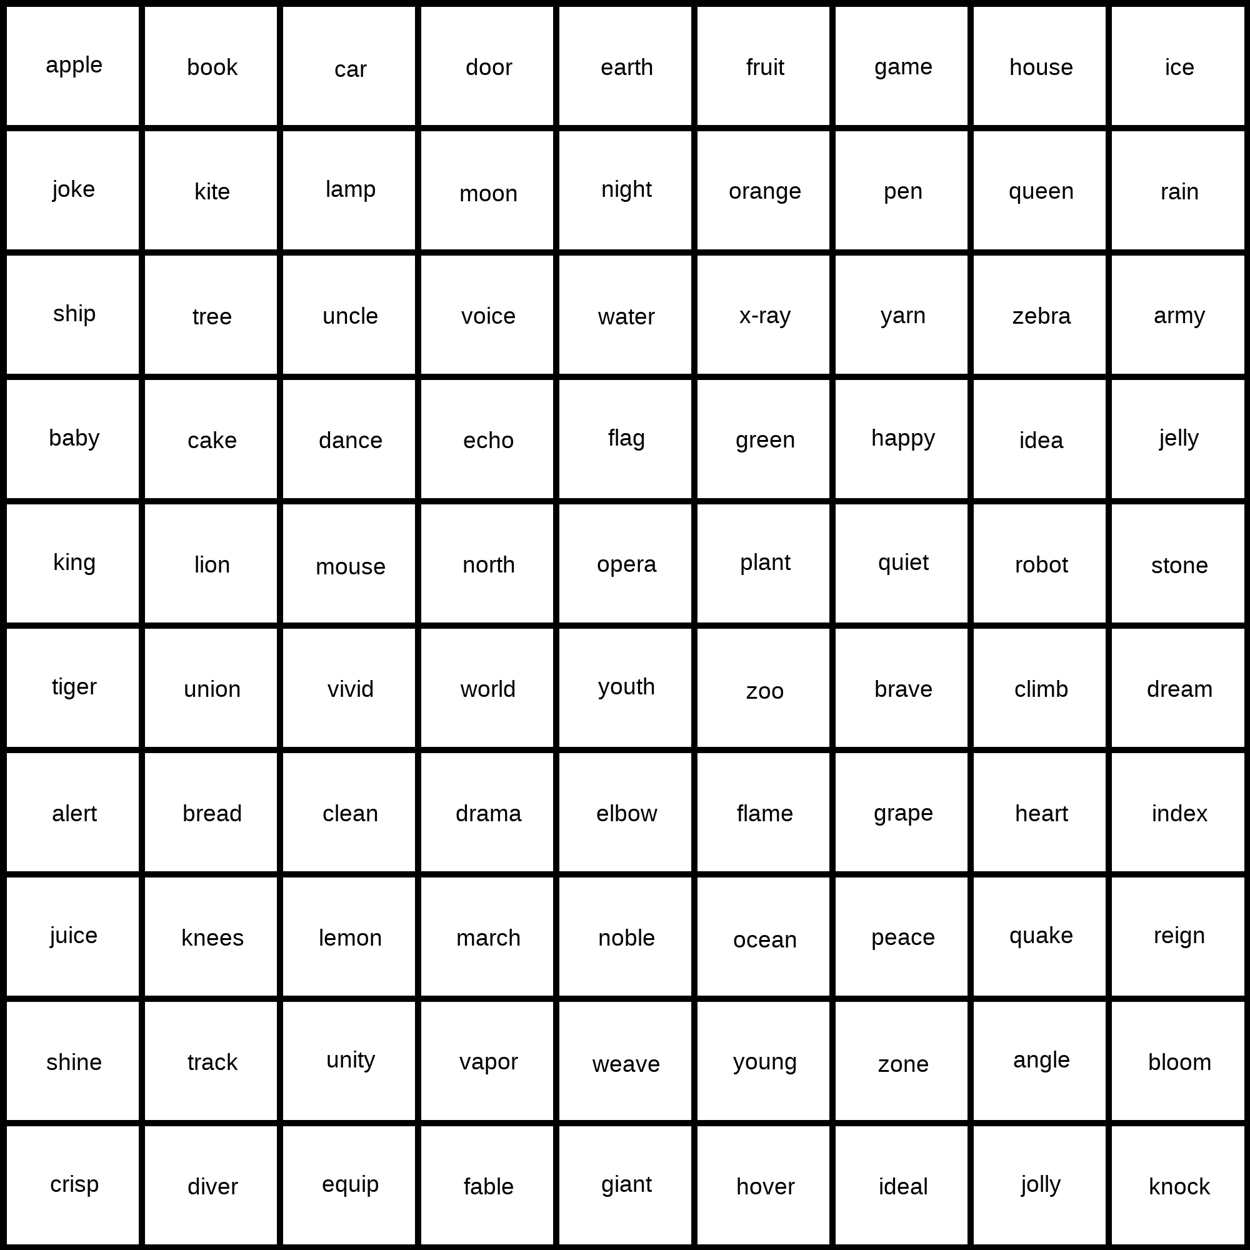 apple book car door earth fruit game house ice
joke kite lamp moon night orange pen queen rain
ship tree uncle voice water x-ray yarn zebra army
baby cake dance echo flag green happy idea jelly
king lion mouse north opera plant quiet robot stone
tiger union vivid world youth zoo brave climb dream
alert bread clean drama elbow flame grape heart index
juice knees lemon march noble ocean peace quake reign
shine track unity vapor weave young zone angle bloom
crisp diver equip fable giant hover ideal jolly knock